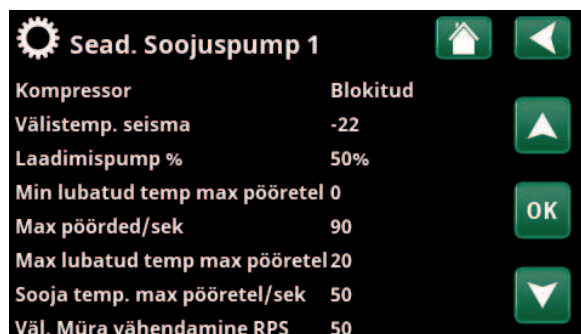 Sead. Soojuspump 1
Kompressor Blokitud
Välistemp. seisma -22
Laadimispump % 50%
Min lubatud temp max pööretel 0
Max pöörded/sek 90
OK
Max lubatud temp max pööretel 20
Sooja temp. max pööretel/sek 50
Väl. Müra vähendamine RPS 50